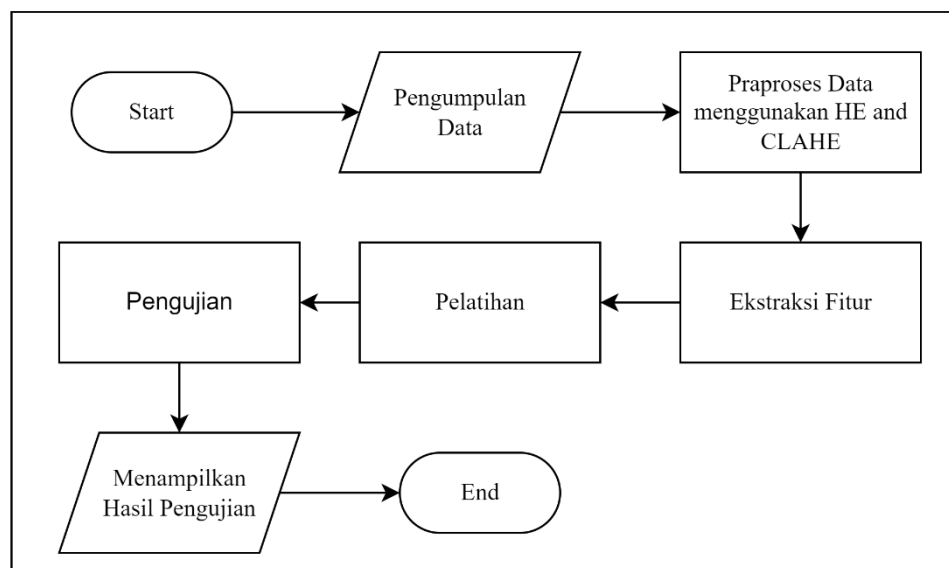 Start
Pengumpulan
Data
Praproses Data
menggunakan HE and
CLAHE
Ekstraksi Fitur
Pelatihan
Pengujian
Menampilkan
Hasil Pengujian
End